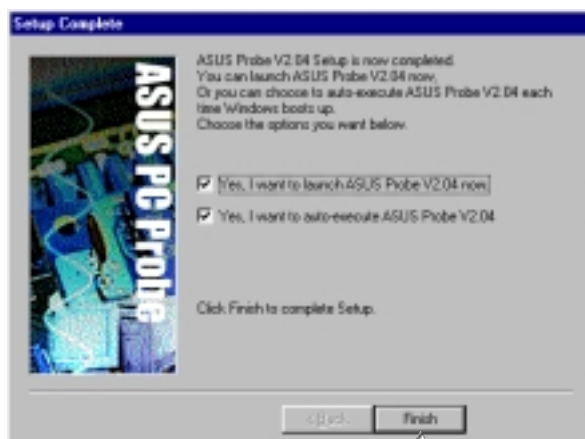 Setup Complete
ASUS PC Probe
ASUS Probe V2.04 Setup is now completed.
You can launch ASUS Probe V2.04 now,
Or you can choose to auto-execute ASUS Probe V2.04 each
time Windows boots up.
Choose the options you want below.
Yes, I want to launch ASUS Probe V2.04 now.
Yes, I want to auto-execute ASUS Probe V2.04
Click Finish to complete Setup.
< Back
Finish